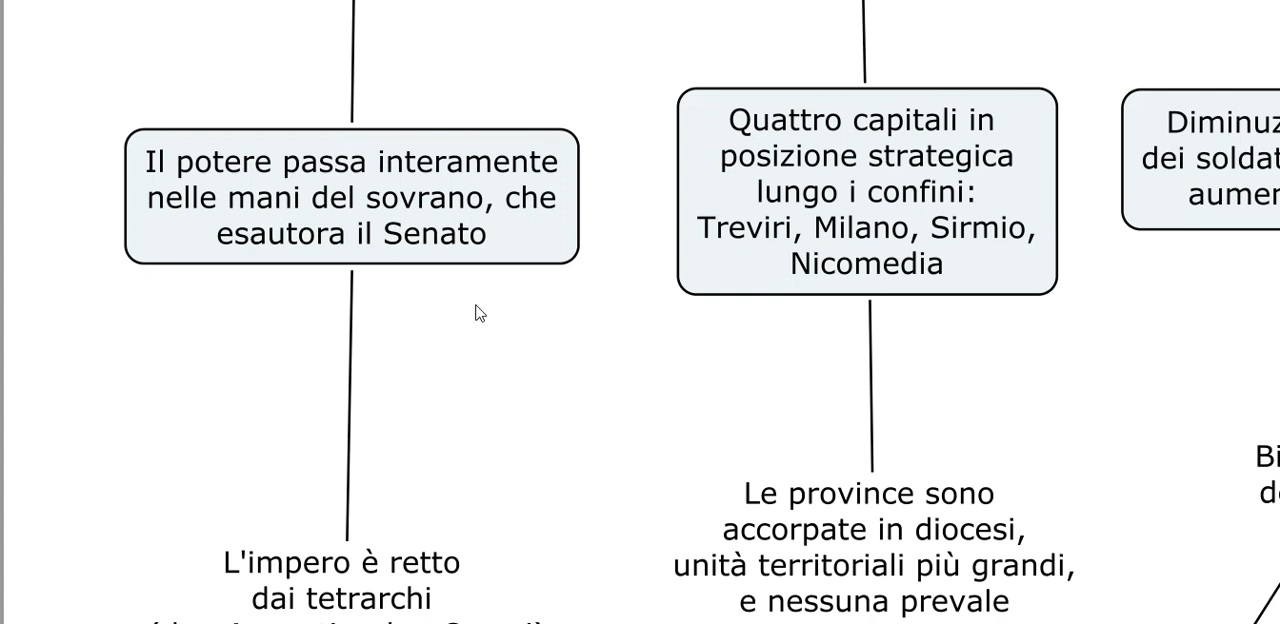 Il potere passa interamente
nelle mani del sovrano, che
esautora il Senato
Quattro capitali in
posizione strategica
lungo i confini:
Treviri, Milano, Sirmio,
Nicomedia
dei
L'impero è retto
dai tetrarchi
Le province sono
accorpate in diocesi,
unità territoriali più grandi,
e nessuna prevale